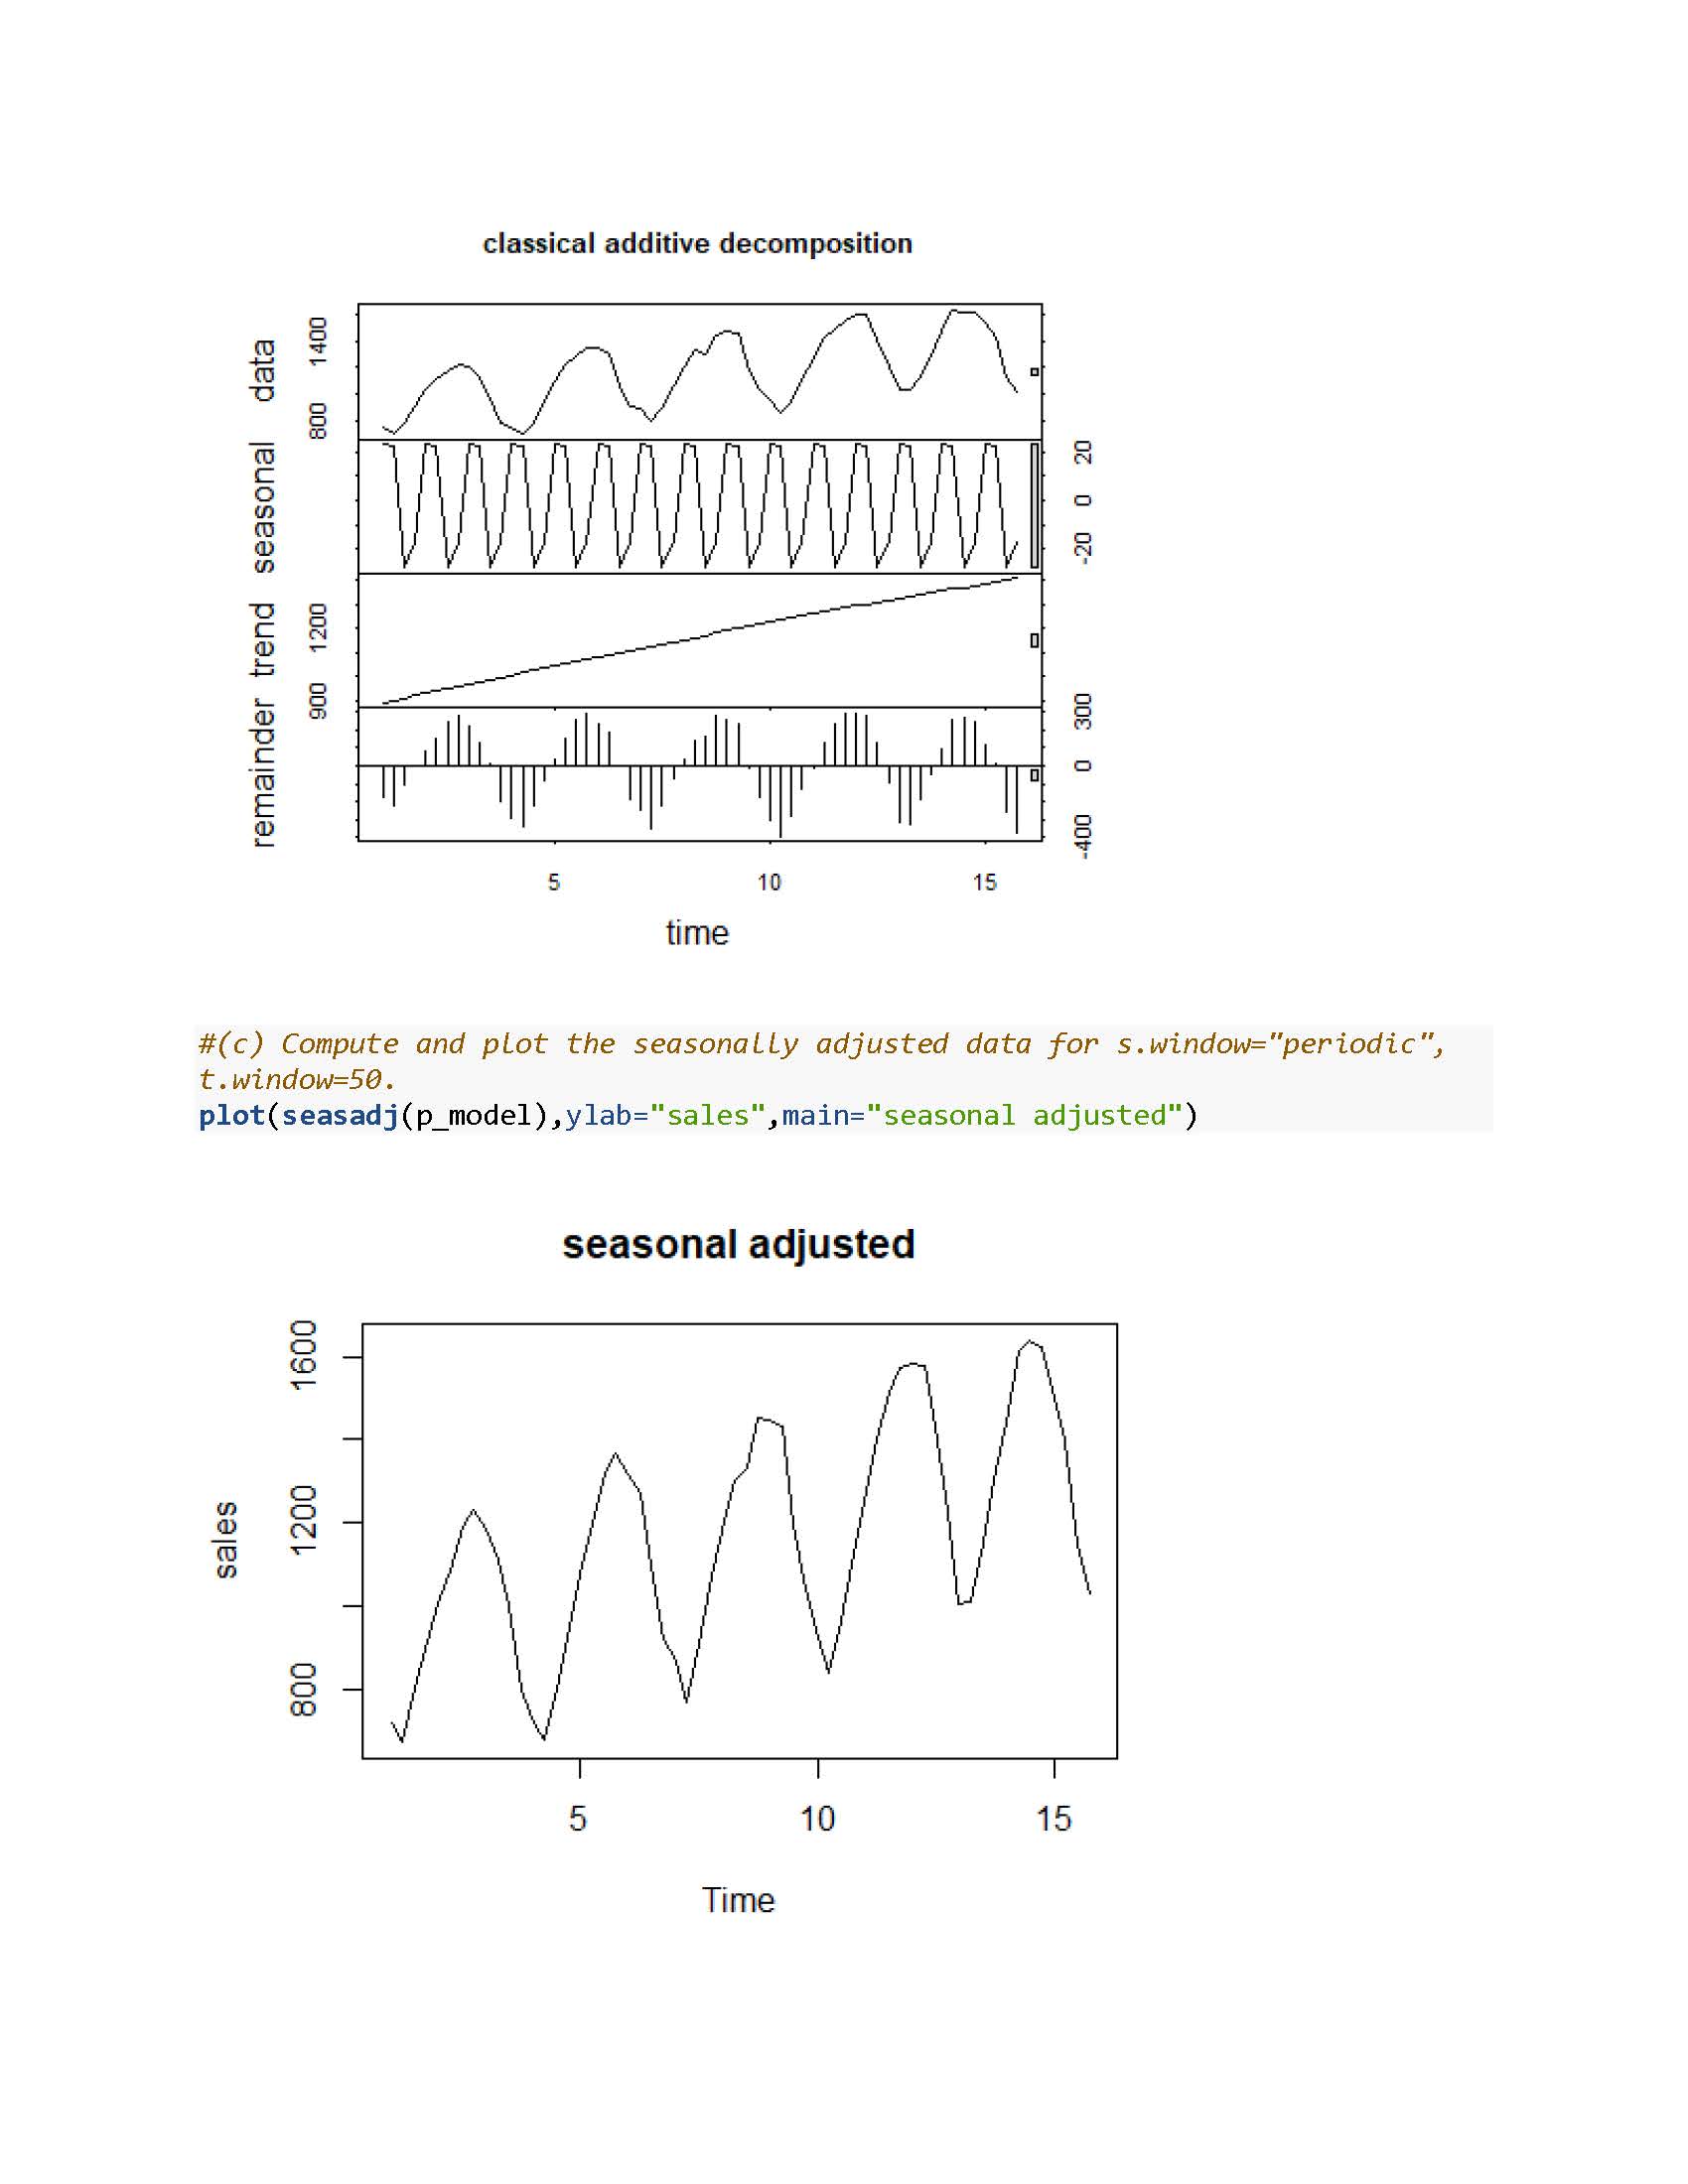 classical additive decomposition
data
800 1400
seasonal
-20 0 20
trend
900 1200
remainder
-400 0 300
5 10 15
time
#(c) Compute and plot the seasonally adjusted data for s.window="periodic",
t.window=50.
plot(seasadj(p_model),ylab="sales",main="seasonal adjusted")
seasonal adjusted
sales
800 1200 1600
5 10 15
Time